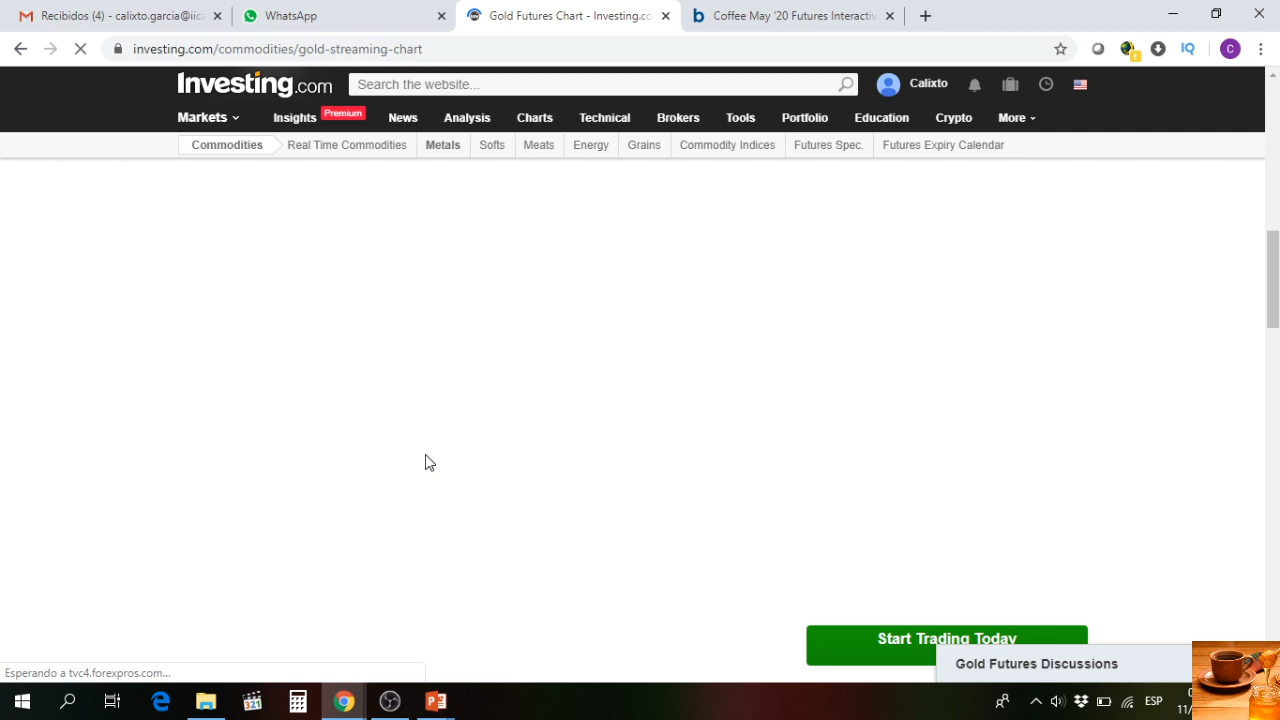 Recibidos (4) - calixto.garcia@iica
WhatsApp
Gold Futures Chart - Investing.co
Coffee May '20 Futures Interactiv
investing.com/commodities/gold-streaming-chart
IQ
C
Investing.com
Search the website...
Calixto
Markets
Insights
Premium
News
Analysis
Charts
Technical
Brokers
Tools
Portfolio
Education
Crypto
More
Commodities
Real Time Commodities
Metals
Softs
Meats
Energy
Grains
Commodity Indices
Futures Spec.
Futures Expiry Calendar
Start Trading Today
Gold Futures Discussions
Esperando a tvc4.forexpros.com...
321
ESP
11/